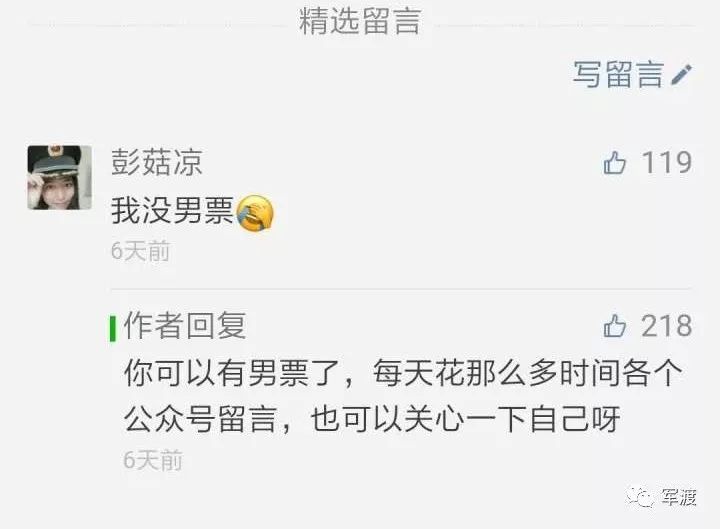 精选留言
写留言
彭菇凉
119
我没男票
6天前
作者回复
218
你可以有男票了，每天花那么多时间各个
公众号留言，也可以关心一下自己呀
6天前
军渡